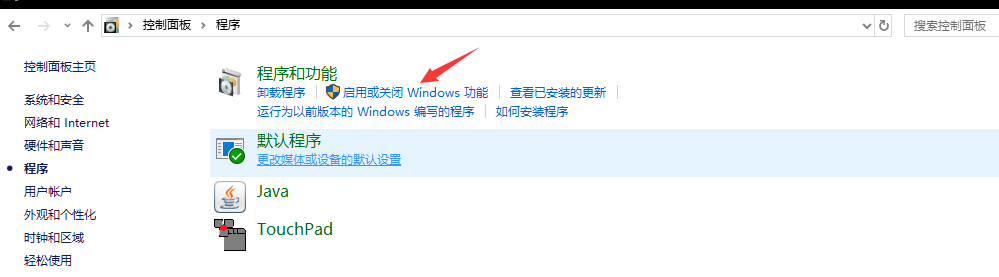 控制面板 程序
搜索控制面板
控制面板主页
系统和安全
网络和 Internet
硬件和声音
程序
用户帐户
外观和个性化
时钟和区域
轻松使用
程序和功能
卸载程序 启用或关闭 Windows 功能 查看已安装的更新
运行为以前版本的 Windows 编写的程序 如何安装程序
默认程序
更改媒体或设备的默认设置
Java
TouchPad